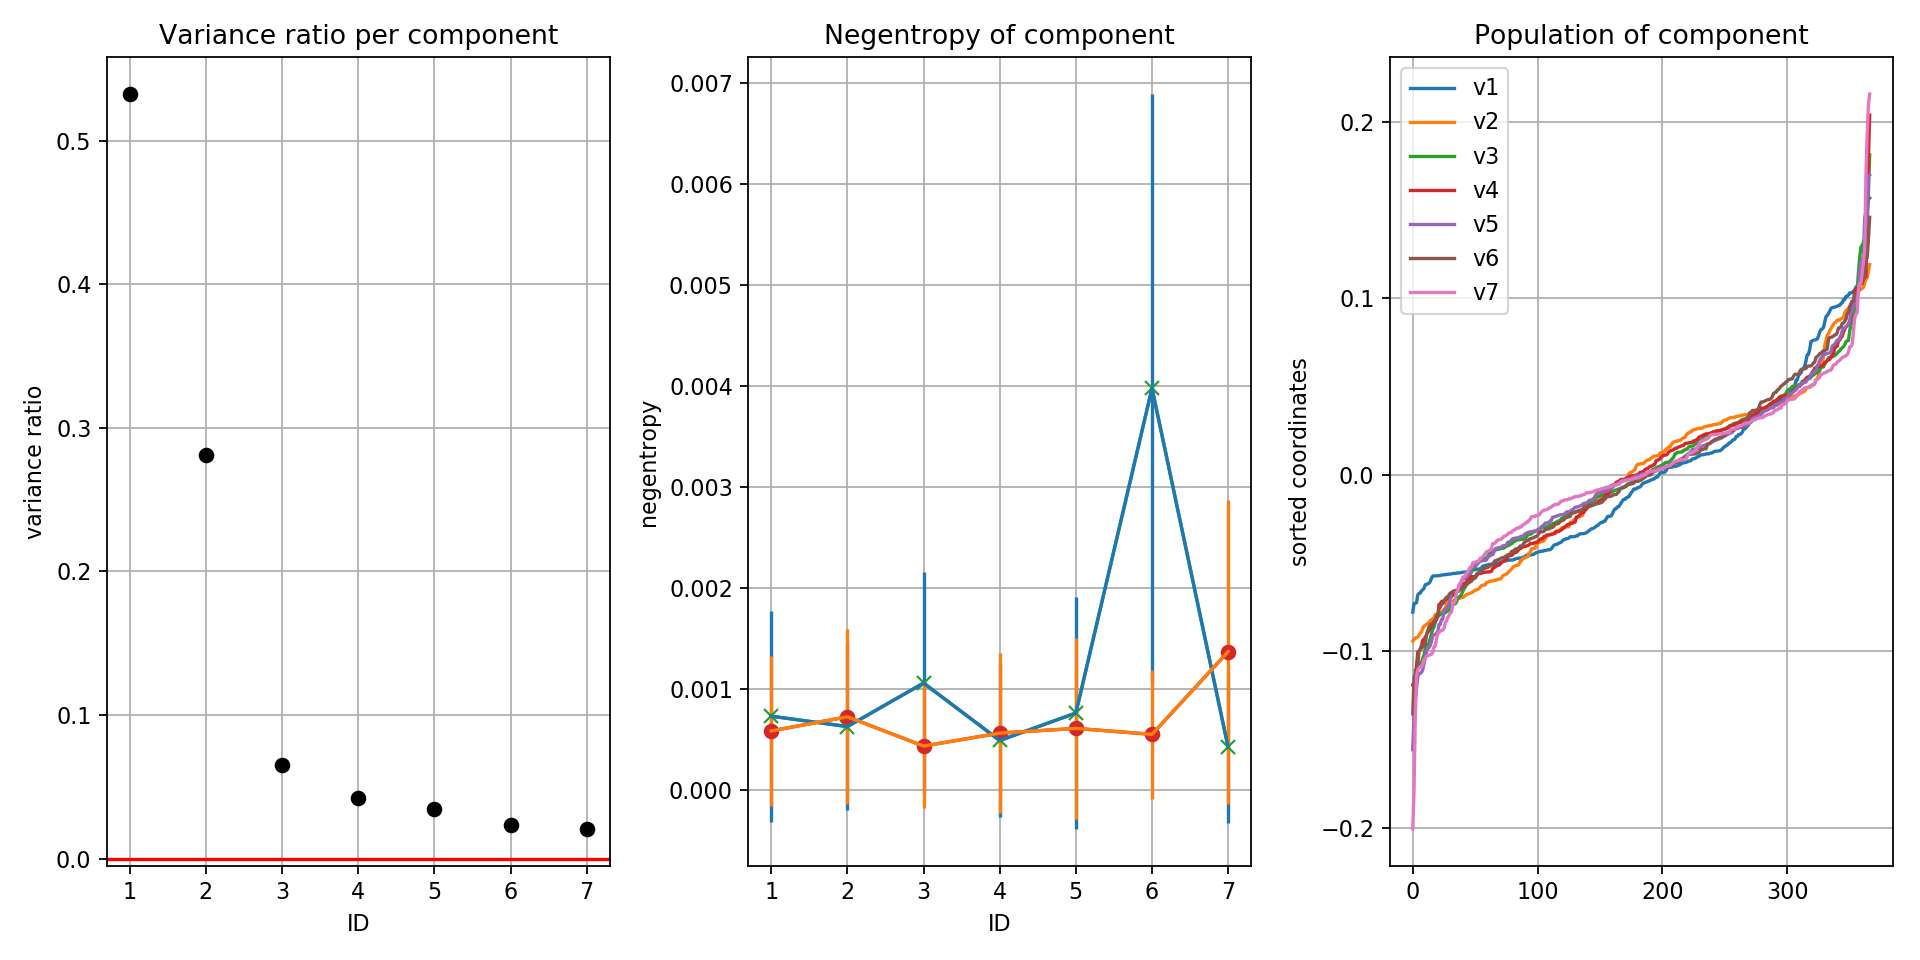 Variance ratio per component
variance ratio
0.5
0.4
0.3
0.2
0.1
0.0
1 2 3 4 5 6 7
ID
Negentropy of component
negentropy
0.007
0.006
0.005
0.004
0.003
0.002
0.001
0.000
1 2 3 4 5 6 7
ID
Population of component
sorted coordinates
0.2
0.1
0.0
−0.1
−0.2
v1
v2
v3
v4
v5
v6
v7
0 100 200 300